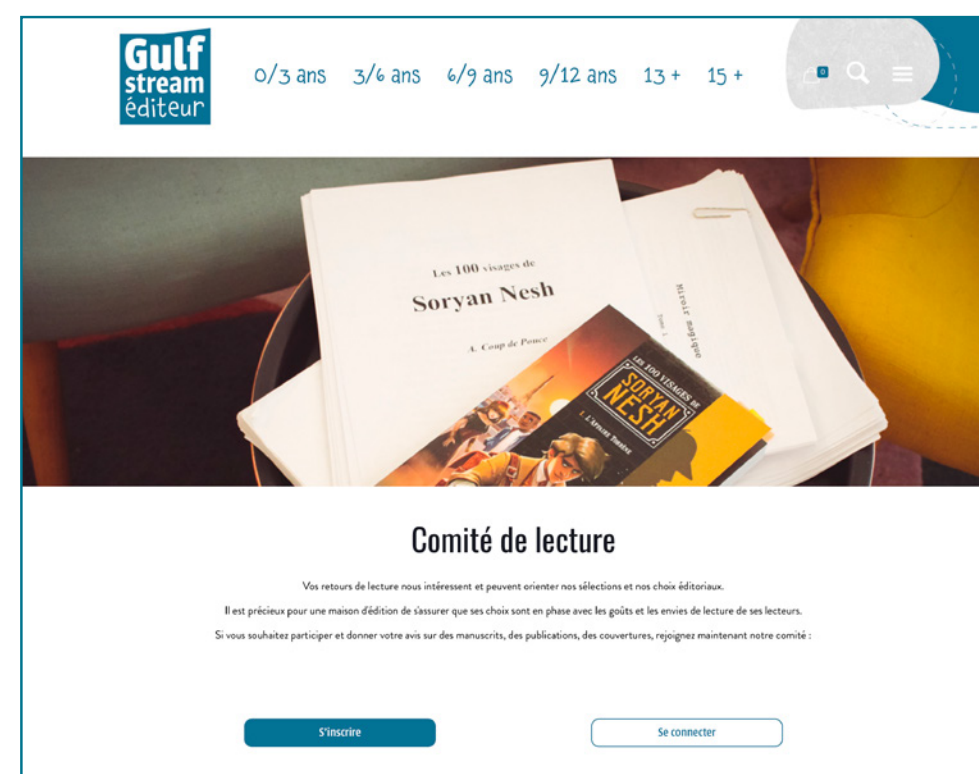 Gulf
stream
éditeur
0/3 ans 3/6 ans 6/9 ans 9/12 ans 13 + 15 +
0
Les 100 visages de
Soryan Nesh
A. Coup de Pouce
Miroir magique
Tome 1
LES 100 VISAGES DE
SORYAN
NESH
1. L'AFFAIRE
Comité de lecture
Vos retours de lecture nous intéressent et peuvent orienter nos sélections et nos choix éditoriaux.
Il est précieux pour une maison d'édition de s'assurer que ses choix sont en phase avec les goûts et les envies de lecture de ses lecteurs.
Si vous souhaitez participer et donner votre avis sur des manuscrits, des publications, des couvertures, rejoignez maintenant notre comité :
S'inscrire
Se connecter